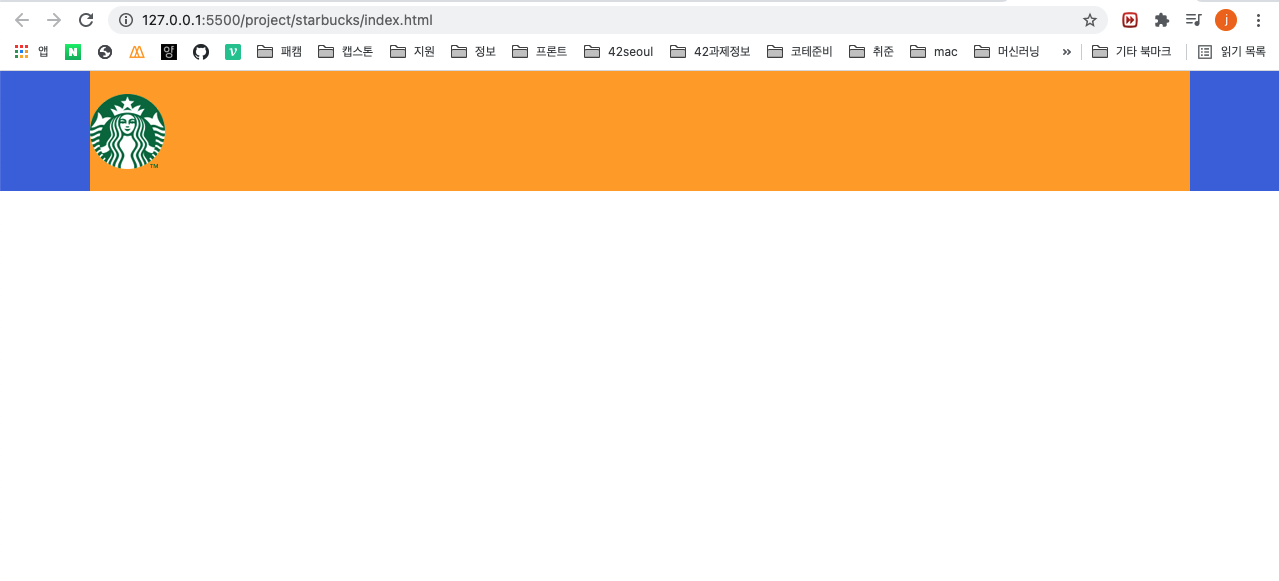 127.0.0.1:5500/project/starbucks/index.html
j
앱 N 양 V 패캠 캡스톤 지원 정보 프론트 42seoul 42과제정보 코테준비 취준 mac 머신러닝 » 기타 북마크 읽기 목록
TM